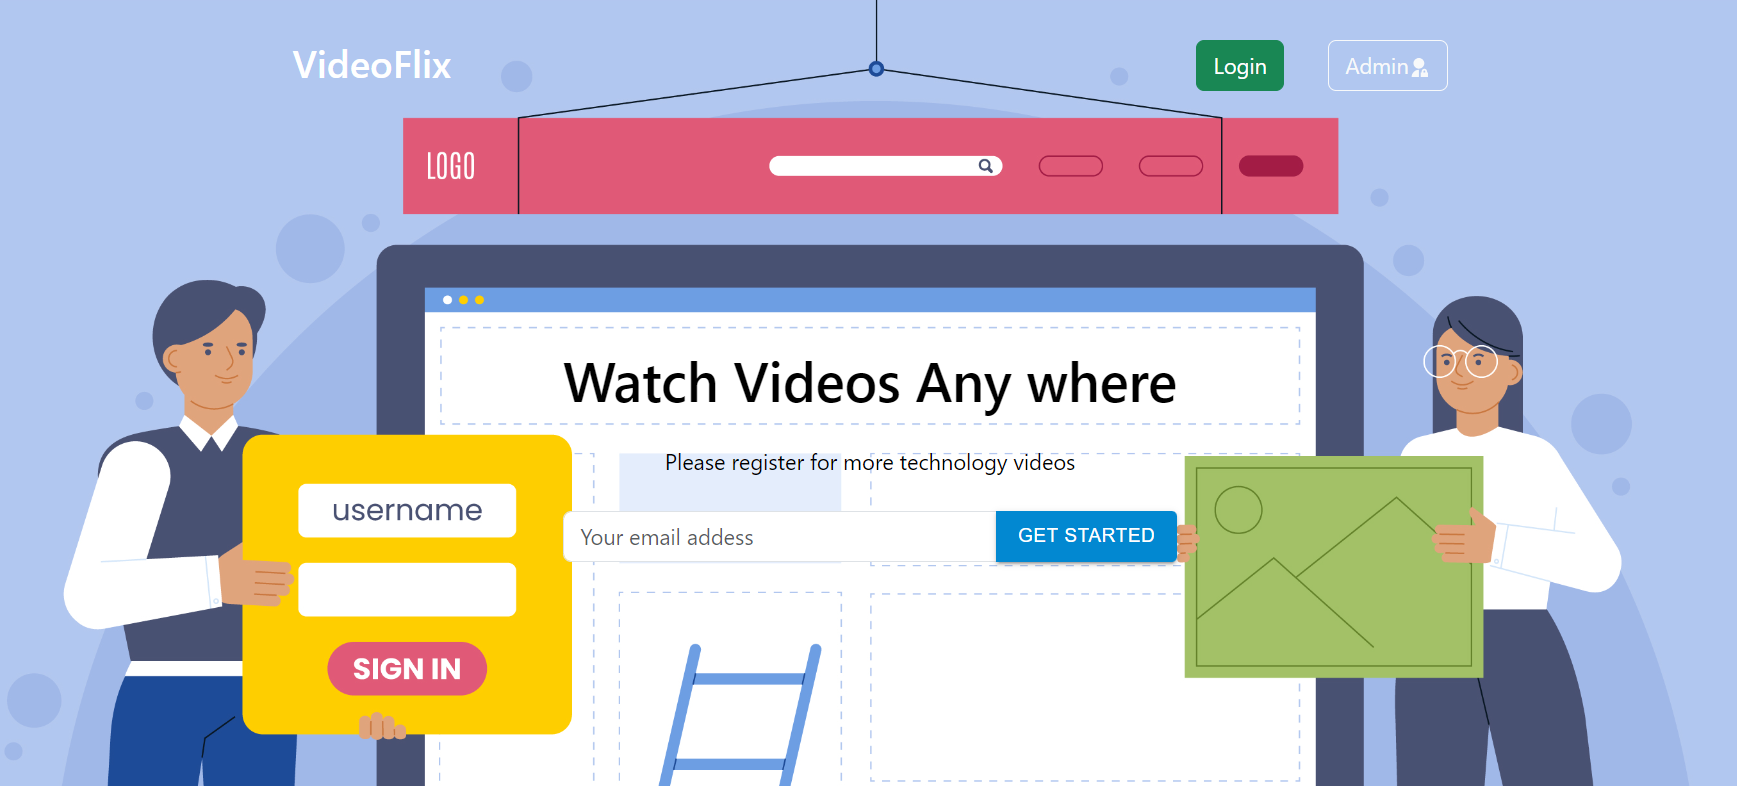 VideoFlix
Login
Admin
LOGO
Watch Videos Any where
Please register for more technology videos
username
Your email addess
GET STARTED
SIGN IN